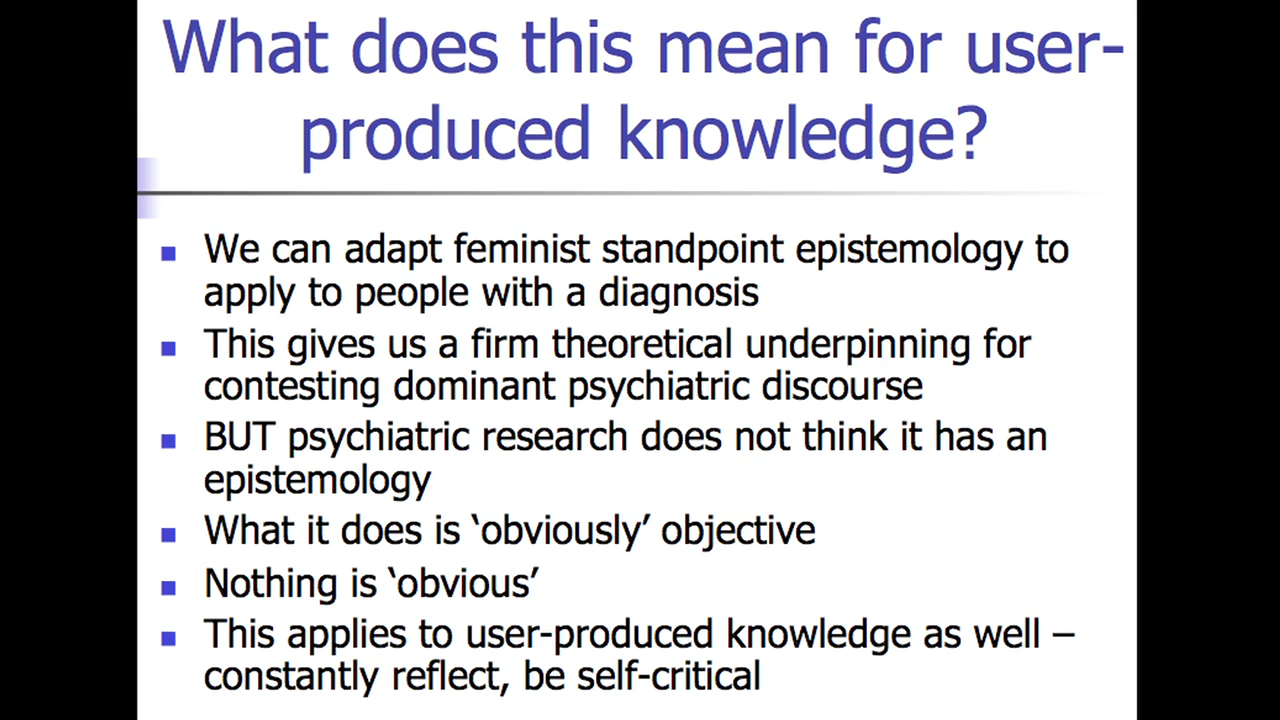 What does this mean for user-
produced knowledge?
We can adapt feminist standpoint epistemology to
apply to people with a diagnosis
This gives us a firm theoretical underpinning for
contesting dominant psychiatric discourse
BUT psychiatric research does not think it has an
epistemology
What it does is ‘obviously’ objective
Nothing is ‘obvious’
This applies to user-produced knowledge as well –
constantly reflect, be self-critical